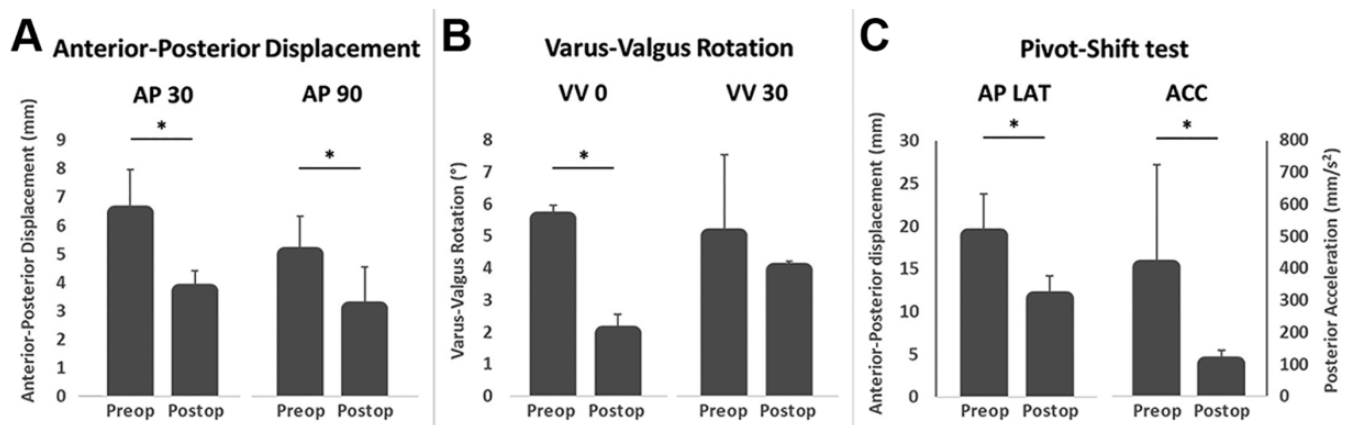 A
Anterior-Posterior Displacement
AP 30
AP 90
Anterior-Posterior Displacement (mm)
9
8
7
6
5
4
3
2
1
0
*
*
Preop Postop
Preop Postop
B
Varus-Valgus Rotation
VV 0
VV 30
Varus-Valgus Rotation (°)
8
7
6
5
4
3
2
1
0
*
Preop Postop
Preop Postop
C
Pivot-Shift test
AP LAT
ACC
Anterior-Posterior displacement (mm)
30
25
20
15
10
5
0
*
*
Preop Postop
Preop Postop
800
700
600
500
400
300
200
100
0
Posterior Acceleration (mm/s²)